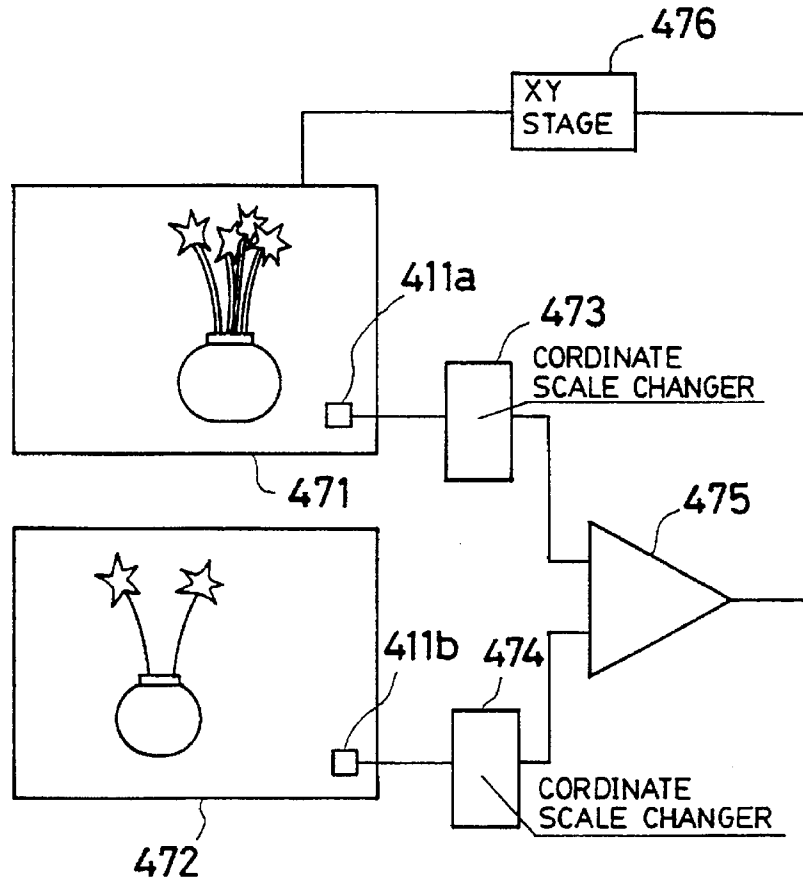 476
XY
STAGE
411a
473
CORDINATE
SCALE CHANGER
471
475
411b
474
CORDINATE
SCALE CHANGER
472